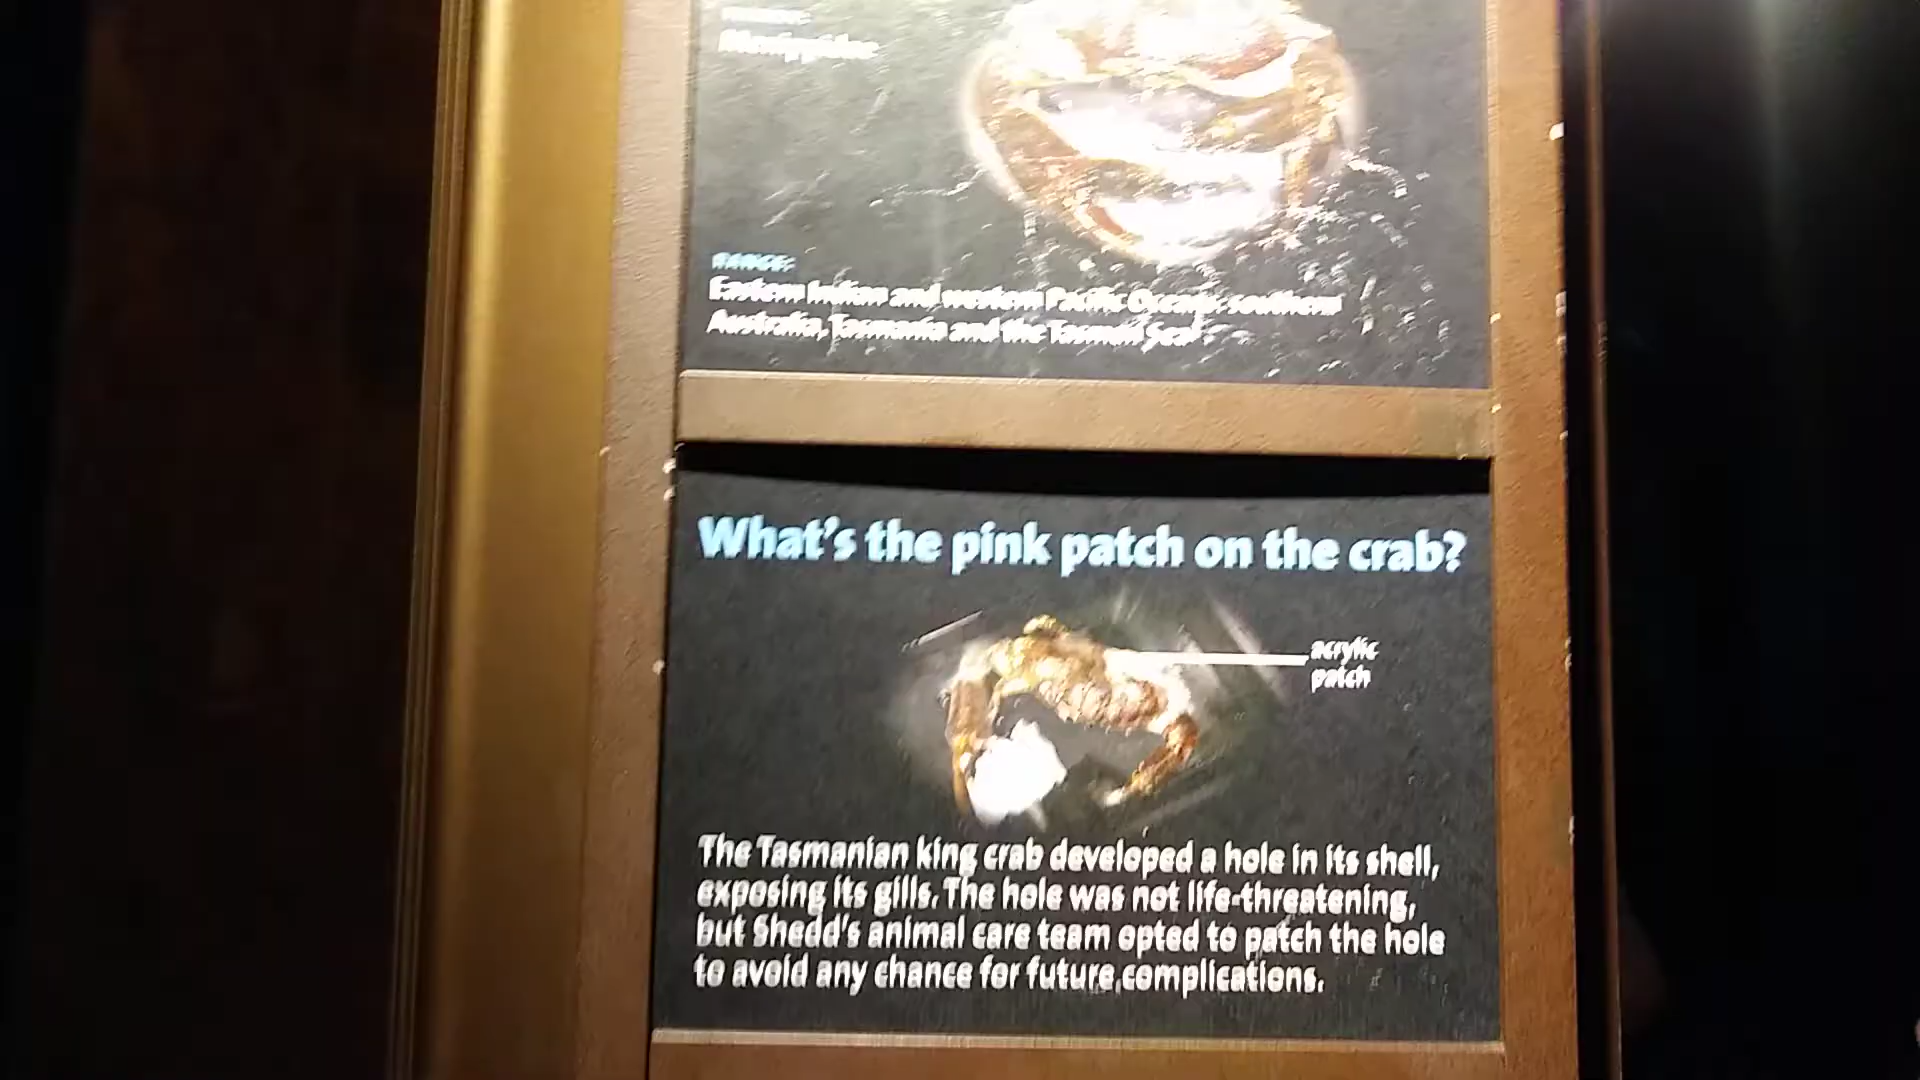 Menippidae
RANGE:
Eastern Indian and western Pacific Oceans: southern
Australia, Tasmania and the Tasman Sea
What's the pink patch on the crab?
acrylic
patch
The Tasmanian king crab developed a hole in its shell,
exposing its gills. The hole was not life-threatening,
but Shedd's animal care team opted to patch the hole
to avoid any chance for future complications.